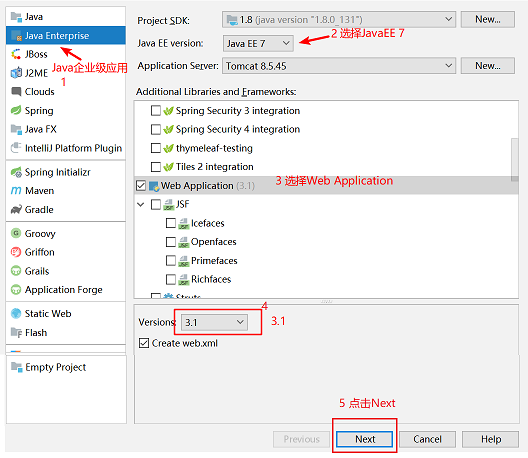 Java
Java Enterprise
JBoss
J2ME
Clouds
Spring
Java FX
IntelliJ Platform Plugin
Spring Initializr
Maven
Gradle
Groovy
Griffon
Grails
Application Forge
Static Web
Flash
Empty Project
Java企业级应用
1
Project SDK: 1.8 (java version "1.8.0_131") New...
Java EE version: Java EE 7
2 选择JavaEE 7
Application Server: Tomcat 8.5.45 New...
Additional Libraries and Frameworks:
Spring Security 3 integration
Spring Security 4 integration
thymeleaf-testing
Tiles 2 integration
Web Application (3.1)
3 选择Web Application
JSF
JSF
Icefaces
JSF
Openfaces
JSF
Primefaces
JSF
Richfaces
Struts
4
Versions: 3.1
3.1
Create web.xml
5 点击Next
Previous Next Cancel Help